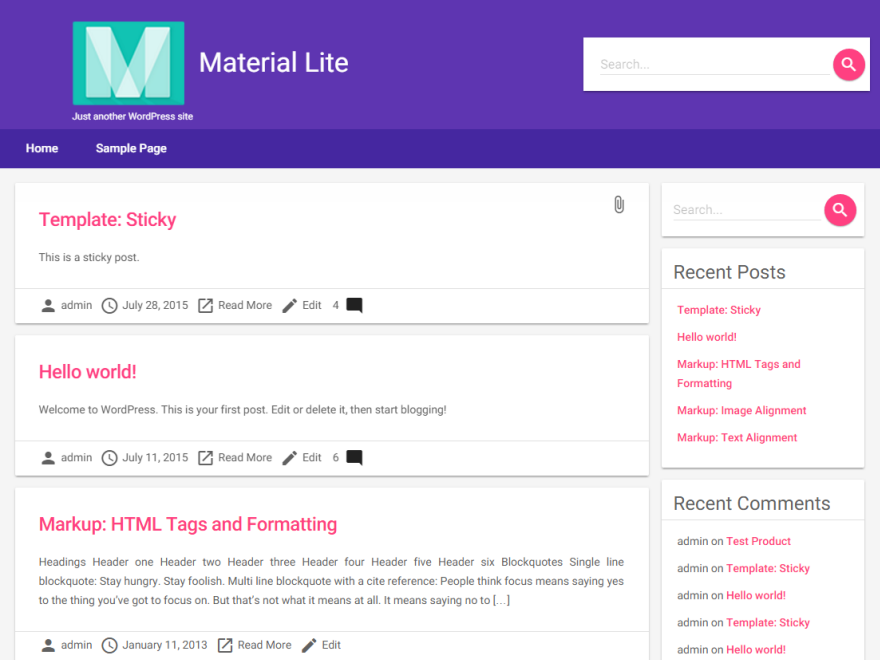 Material Lite
Search...
Just another WordPress site
Home Sample Page
Template: Sticky
This is a sticky post.
admin July 28, 2015 Read More Edit 4
Hello world!
Welcome to WordPress. This is your first post. Edit or delete it, then start blogging!
admin July 11, 2015 Read More Edit 6
Markup: HTML Tags and Formatting
Headings Header one Header two Header three Header four Header five Header six Blockquotes Single line
blockquote: Stay hungry. Stay foolish. Multi line blockquote with a cite reference: People think focus means saying yes
to the thing you've got to focus on. But that's not what it means at all. It means saying no to [...]
admin January 11, 2013 Read More Edit
Search...
Recent Posts
Template: Sticky
Hello world!
Markup: HTML Tags and
Formatting
Markup: Image Alignment
Markup: Text Alignment
Recent Comments
admin on Test Product
admin on Template: Sticky
admin on Hello world!
admin on Template: Sticky
admin on Hello world!